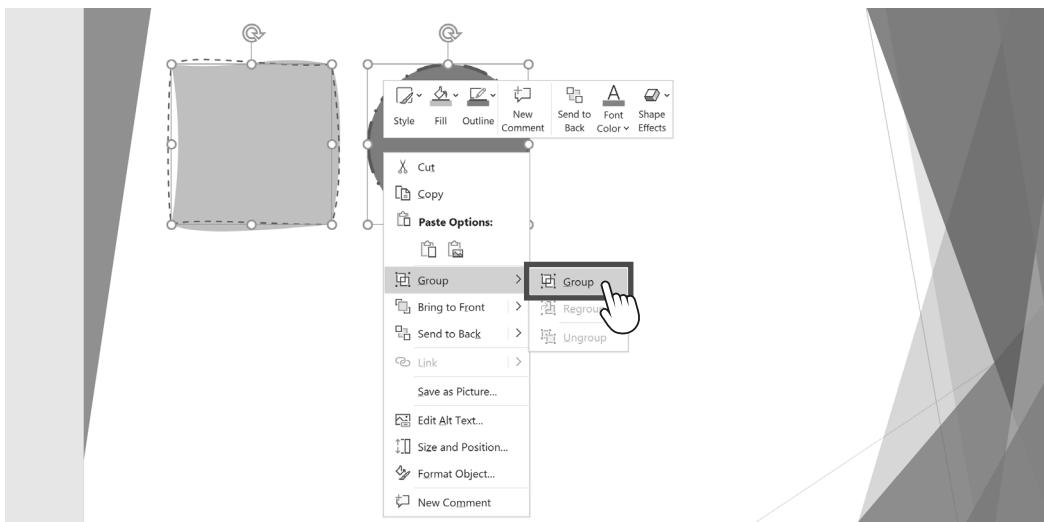 Style
Fill
Outline
New
Comment
Send to
Back
Font
Color
Shape
Effects
Cut
Copy
Paste Options:
Group
Group
Bring to Front
Regroup
Send to Back
Ungroup
Link
Save as Picture...
Edit Alt Text...
Size and Position...
Format Object...
New Comment